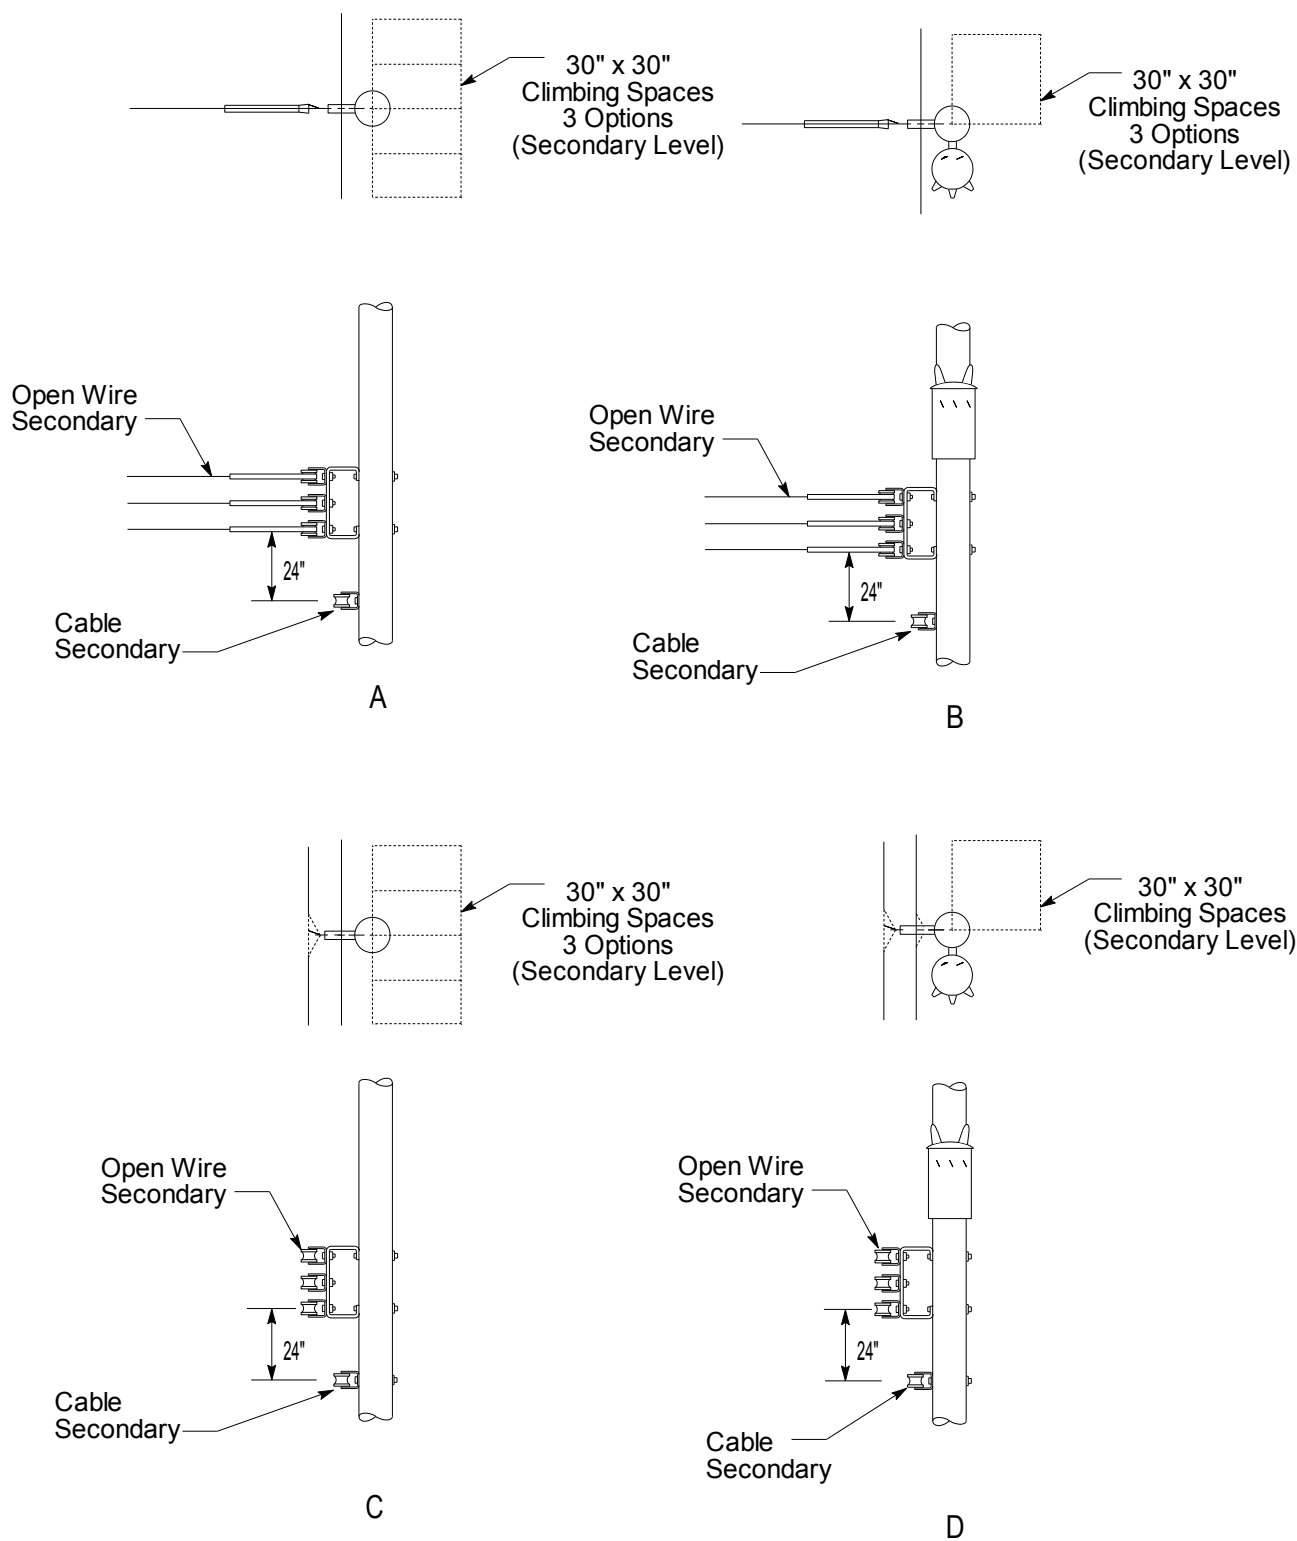 30" x 30"
Climbing Spaces
3 Options
(Secondary Level)
30" x 30"
Climbing Spaces
3 Options
(Secondary Level)
Open Wire
Secondary
24"
Cable
Secondary
A
Open Wire
Secondary
24"
Cable
Secondary
B
30" x 30"
Climbing Spaces
3 Options
(Secondary Level)
30" x 30"
Climbing Spaces
(Secondary Level)
Open Wire
Secondary
24"
Cable
Secondary
C
Open Wire
Secondary
24"
Cable
Secondary
D